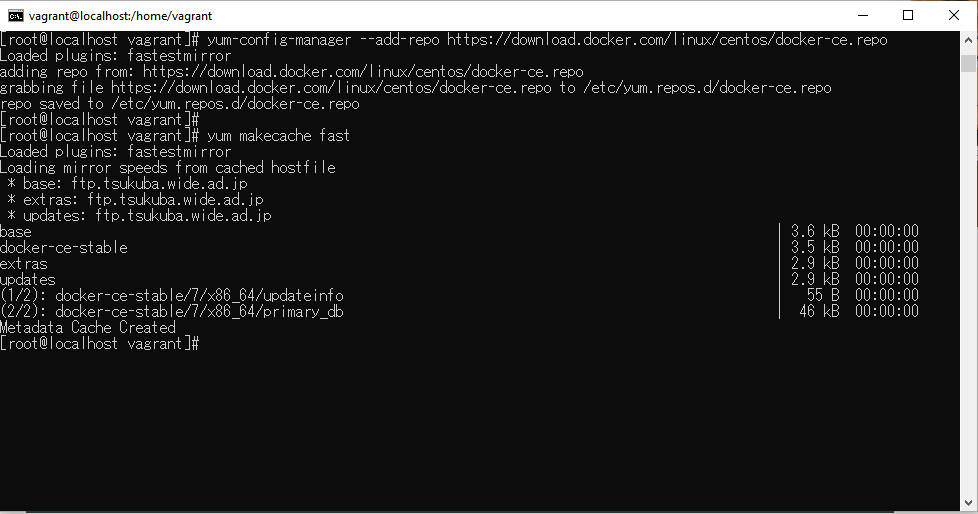 vagrant@localhost:/home/vagrant
[root@localhost vagrant]# yum-config-manager --add-repo https://download.docker.com/linux/centos/docker-ce.repo
Loaded plugins: fastestmirror
adding repo from: https://download.docker.com/linux/centos/docker-ce.repo
grabbing file https://download.docker.com/linux/centos/docker-ce.repo to /etc/yum.repos.d/docker-ce.repo
repo saved to /etc/yum.repos.d/docker-ce.repo
[root@localhost vagrant]#
[root@localhost vagrant]# yum makecache fast
Loaded plugins: fastestmirror
Loading mirror speeds from cached hostfile
 * base: ftp.tsukuba.wide.ad.jp
 * extras: ftp.tsukuba.wide.ad.jp
 * updates: ftp.tsukuba.wide.ad.jp
base | 3.6 kB 00:00:00
docker-ce-stable | 3.5 kB 00:00:00
extras | 2.9 kB 00:00:00
updates | 2.9 kB 00:00:00
(1/2): docker-ce-stable/7/x86_64/updateinfo | 55 B 00:00:00
(2/2): docker-ce-stable/7/x86_64/primary_db | 46 kB 00:00:00
Metadata Cache Created
[root@localhost vagrant]#